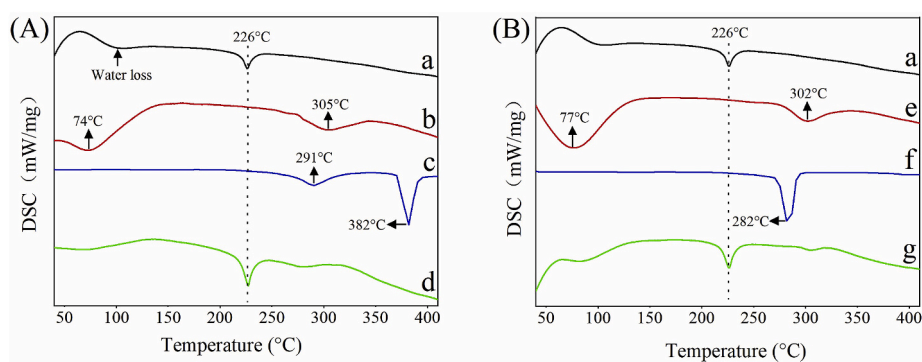 (A)
226°C
a
Water loss
74°C
305°C
b
291°C
c
382°C
d
DSC（mW/mg)
50 100 150 200 250 300 350 400
Temperature (°C)
(B)
226°C
a
77°C
302°C
e
f
282°C
g
DSC（mW/mg)
50 100 150 200 250 300 350 400
Temperature (°C)